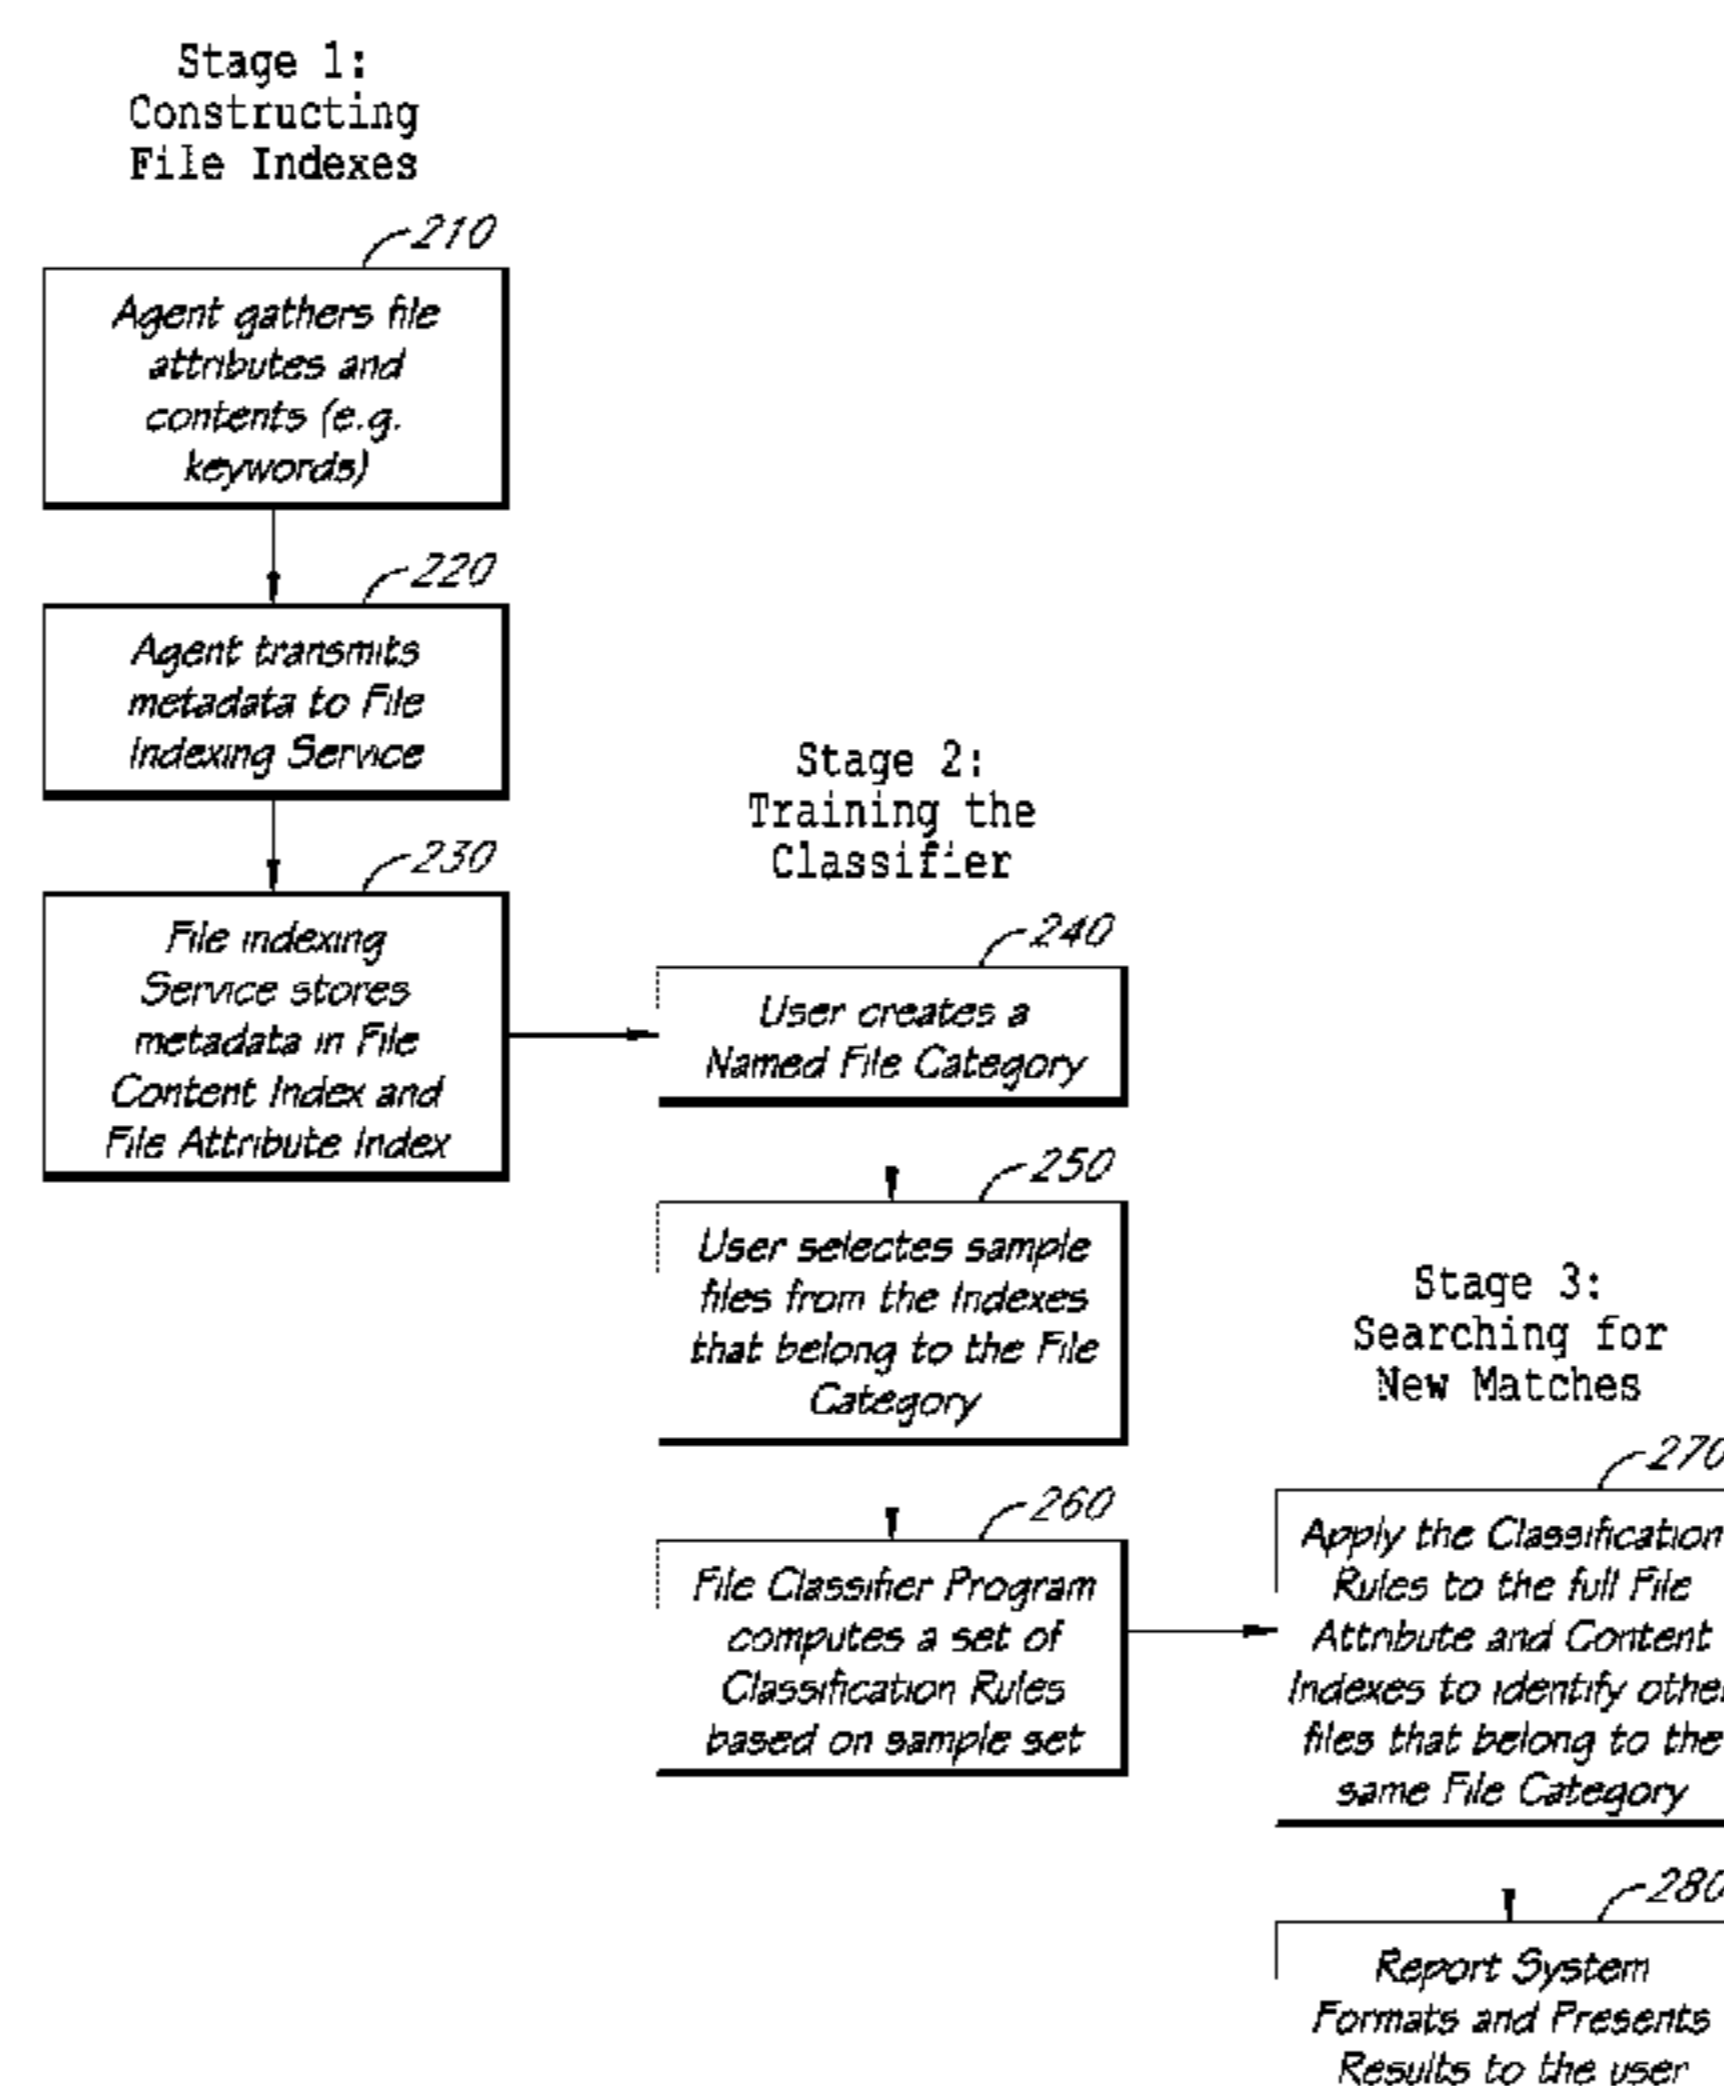 Stage 1:
Constructing
File Indexes
210
Agent gathers file
attributes and
contents (e.g.
keywords)
220
Agent transmits
metadata to File
Indexing Service
230
File indexing
Service stores
metadata in File
Content Index and
File Attribute Index
Stage 2:
Training the
Classifier
240
User creates a
Named File Category
250
User selectes sample
files from the Indexes
that belong to the File
Category
260
File Classifier Program
computes a set of
Classification Rules
based on sample set
Stage 3:
Searching for
New Matches
270
Apply the Classification
Rules to the full File
Attribute and Content
Indexes to identify other
files that belong to the
same File Category
280
Report System
Formats and Presents
Results to the user